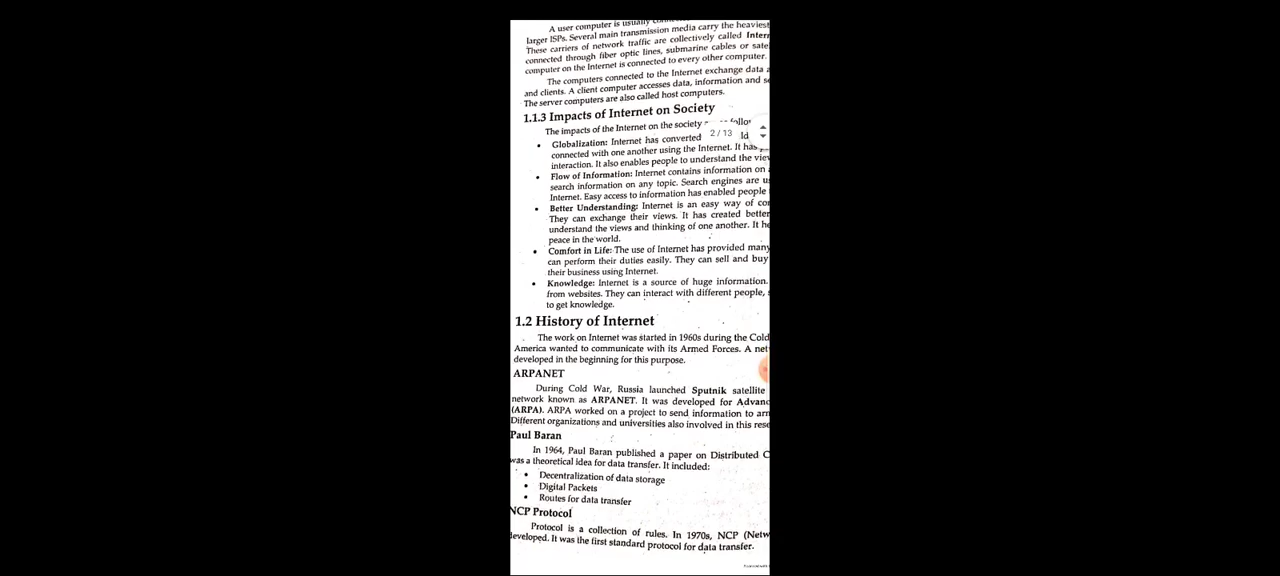 A user computer is usually
larger ISPs. Several main transmission media carry the heaviest
These carriers of network traffic are collectively called Inter
connected through fiber optic lines, submarine cables or sate
computer on the Internet is connected to every other computer.
The computers connected to the Internet exchange data
and clients. A client computer accesses data, information and se
The server computers are also called host computers.
1.1.3 Impacts of Internet on Society
The impacts of the Internet on the society
Globalization: Internet has converted
2 / 13
connected with one another using the Internet. It has
interaction. It also enables people to understand the view
• Flow of Information: Internet contains information on
search information on any topic. Search engines are u
Internet. Easy access to information has enabled people
• Better Understanding: Internet is an easy way of co
They can exchange their views. It has created better
understand the views and thinking of one another. It he
peace in the world.
• Comfort in Life: The use of Internet has provided many
can perform their duties easily. They can sell and buy
their business using Internet.
• Knowledge: Internet is a source of huge information.
from websites. They can interact with different people,
to get knowledge.
1.2 History of Internet
The work on Internet was started in 1960s during the Cold
America wanted to communicate with its Armed Forces. A net
developed in the beginning for this purpose.
ARPANET
During Cold War, Russia launched Sputnik satellite
network known as ARPANET. It was developed for Advanc
(ARPA). ARPA worked on a project to send information to arm
Different organizations and universities also involved in this rese
Paul Baran
In 1964, Paul Baran published a paper on Distributed C
was a theoretical idea for data transfer. It included:
• Decentralization of data storage
• Digital Packets
• Routes for data transfer
NCP Protocol
Protocol is a collection of rules. In 1970s, NCP (Netw
developed. It was the first standard protocol for data transfer.